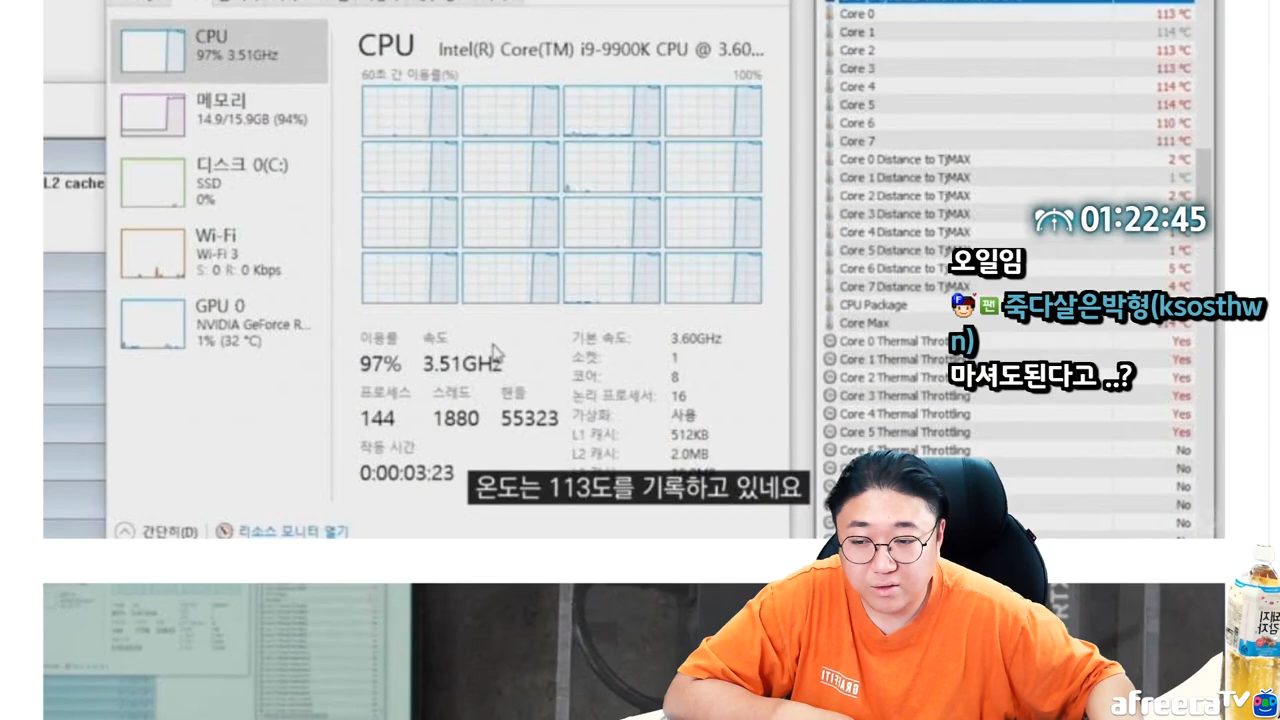 CPU
97% 3.51GHz
메모리
14.9/15.9GB (94%)
디스크 0(C:)
SSD
0%
Wi-Fi
Wi-Fi 3
S: 0 R: 0 Kbps
GPU 0
NVIDIA GeForce R...
1% (32 °C)
L2 cache
CPU
Intel(R) Core(TM) i9-9900K CPU @ 3.60...
60초 간 이용률(%)
100%
이용률
속도
97%
3.51GHz
프로세스
스레드
핸들
144
1880
55323
작동 시간
0:00:03:23
기본 속도:
3.60GHz
소켓:
1
코어:
8
논리 프로세서:
16
가상화:
사용
L1 캐시:
512KB
L2 캐시:
2.0MB
온도는 113도를 기록하고 있네요
간단히(D)
리소스 모니터 열기
Core 0 113 °C
Core 1 114 °C
Core 2 113 °C
Core 3 113 °C
Core 4 114 °C
Core 5 114 °C
Core 6 110 °C
Core 7 111 °C
Core 0 Distance to TjMAX 2 °C
Core 1 Distance to TjMAX 1 °C
Core 2 Distance to TjMAX 2 °C
Core 3 Distance to TjMAX
Core 4 Distance to TjMAX
Core 5 Distance to TjMAX 1 °C
Core 6 Distance to TjMAX 5 °C
Core 7 Distance to TjMAX 4 °C
CPU Package
Core Max
Core 0 Thermal Throttling Yes
Core 1 Thermal Throttling Yes
Core 2 Thermal Throttling Yes
Core 3 Thermal Throttling Yes
Core 4 Thermal Throttling Yes
Core 5 Thermal Throttling Yes
Core 6 Thermal Throttling No
No
No
No
No
01:22:45
오일임
팬 죽다살은박형(ksosthw
n)
마셔도된다고 ..?
GRAFITI
afreecaTV